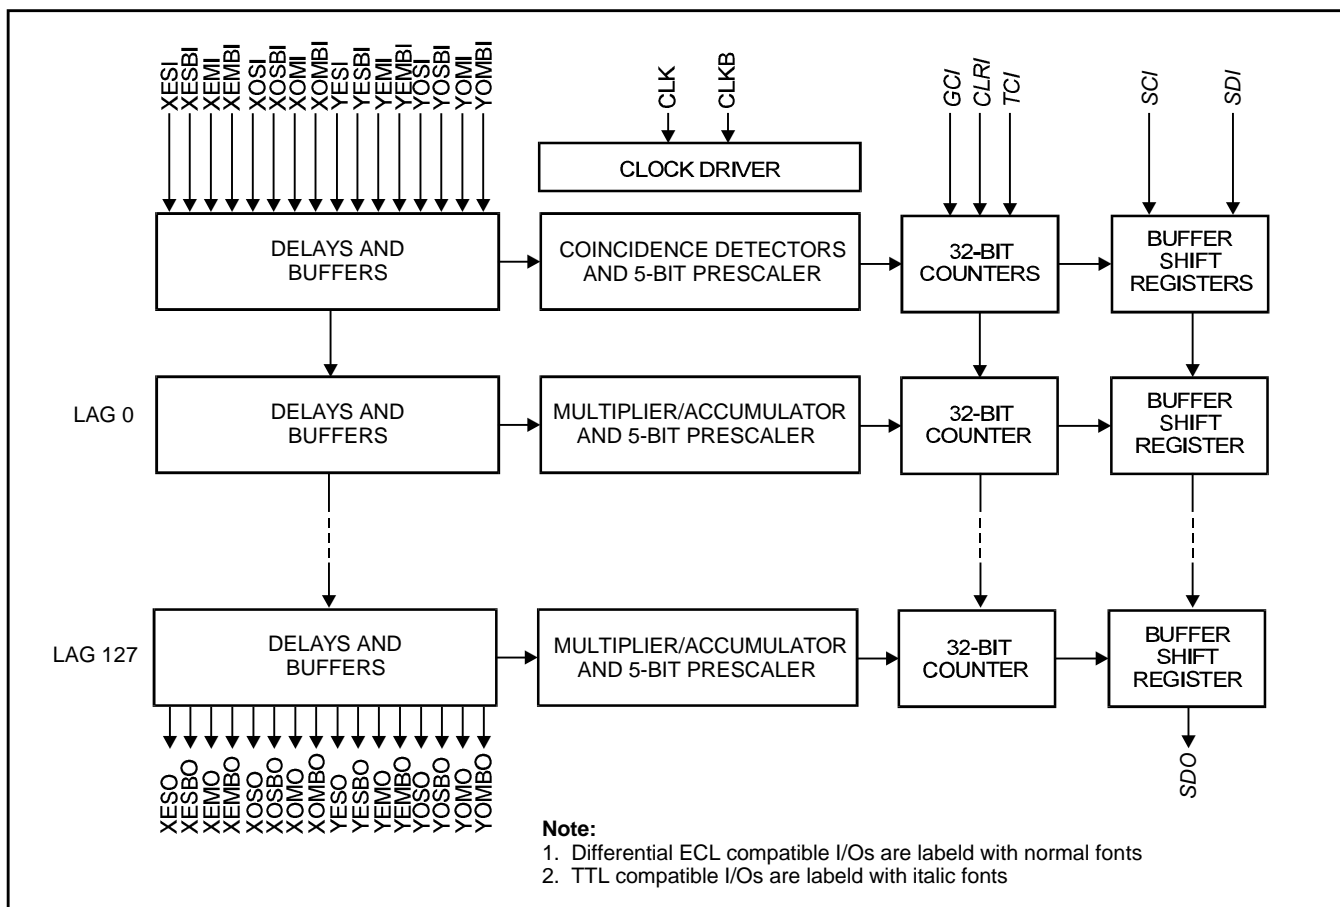 XESI
XESBI
XEMI
XEMBI
XOSI
XOSBI
XOMI
XOMBI
YESI
YESBI
YEMI
YEMBI
YOSI
YOSBI
YOMI
YOMBI
CLK
CLKB
GCI
CLRI
TCI
SCI
SDI
CLOCK DRIVER
DELAYS AND
BUFFERS
COINCIDENCE DETECTORS
AND 5-BIT PRESCALER
32-BIT
COUNTERS
BUFFER
SHIFT
REGISTERS
LAG 0
DELAYS AND
BUFFERS
MULTIPLIER/ACCUMULATOR
AND 5-BIT PRESCALER
32-BIT
COUNTER
BUFFER
SHIFT
REGISTER
LAG 127
DELAYS AND
BUFFERS
MULTIPLIER/ACCUMULATOR
AND 5-BIT PRESCALER
32-BIT
COUNTER
BUFFER
SHIFT
REGISTER
XESO
XESBO
XEMO
XEMBO
XOSO
XOSBO
XOMO
XOMBO
YESO
YESBO
YEMO
YEMBO
YOSO
YOSBO
YOMO
YOMBO
SDO
Note:
1. Differential ECL compatible I/Os are labeld with normal fonts
2. TTL compatible I/Os are labeled with italic fonts